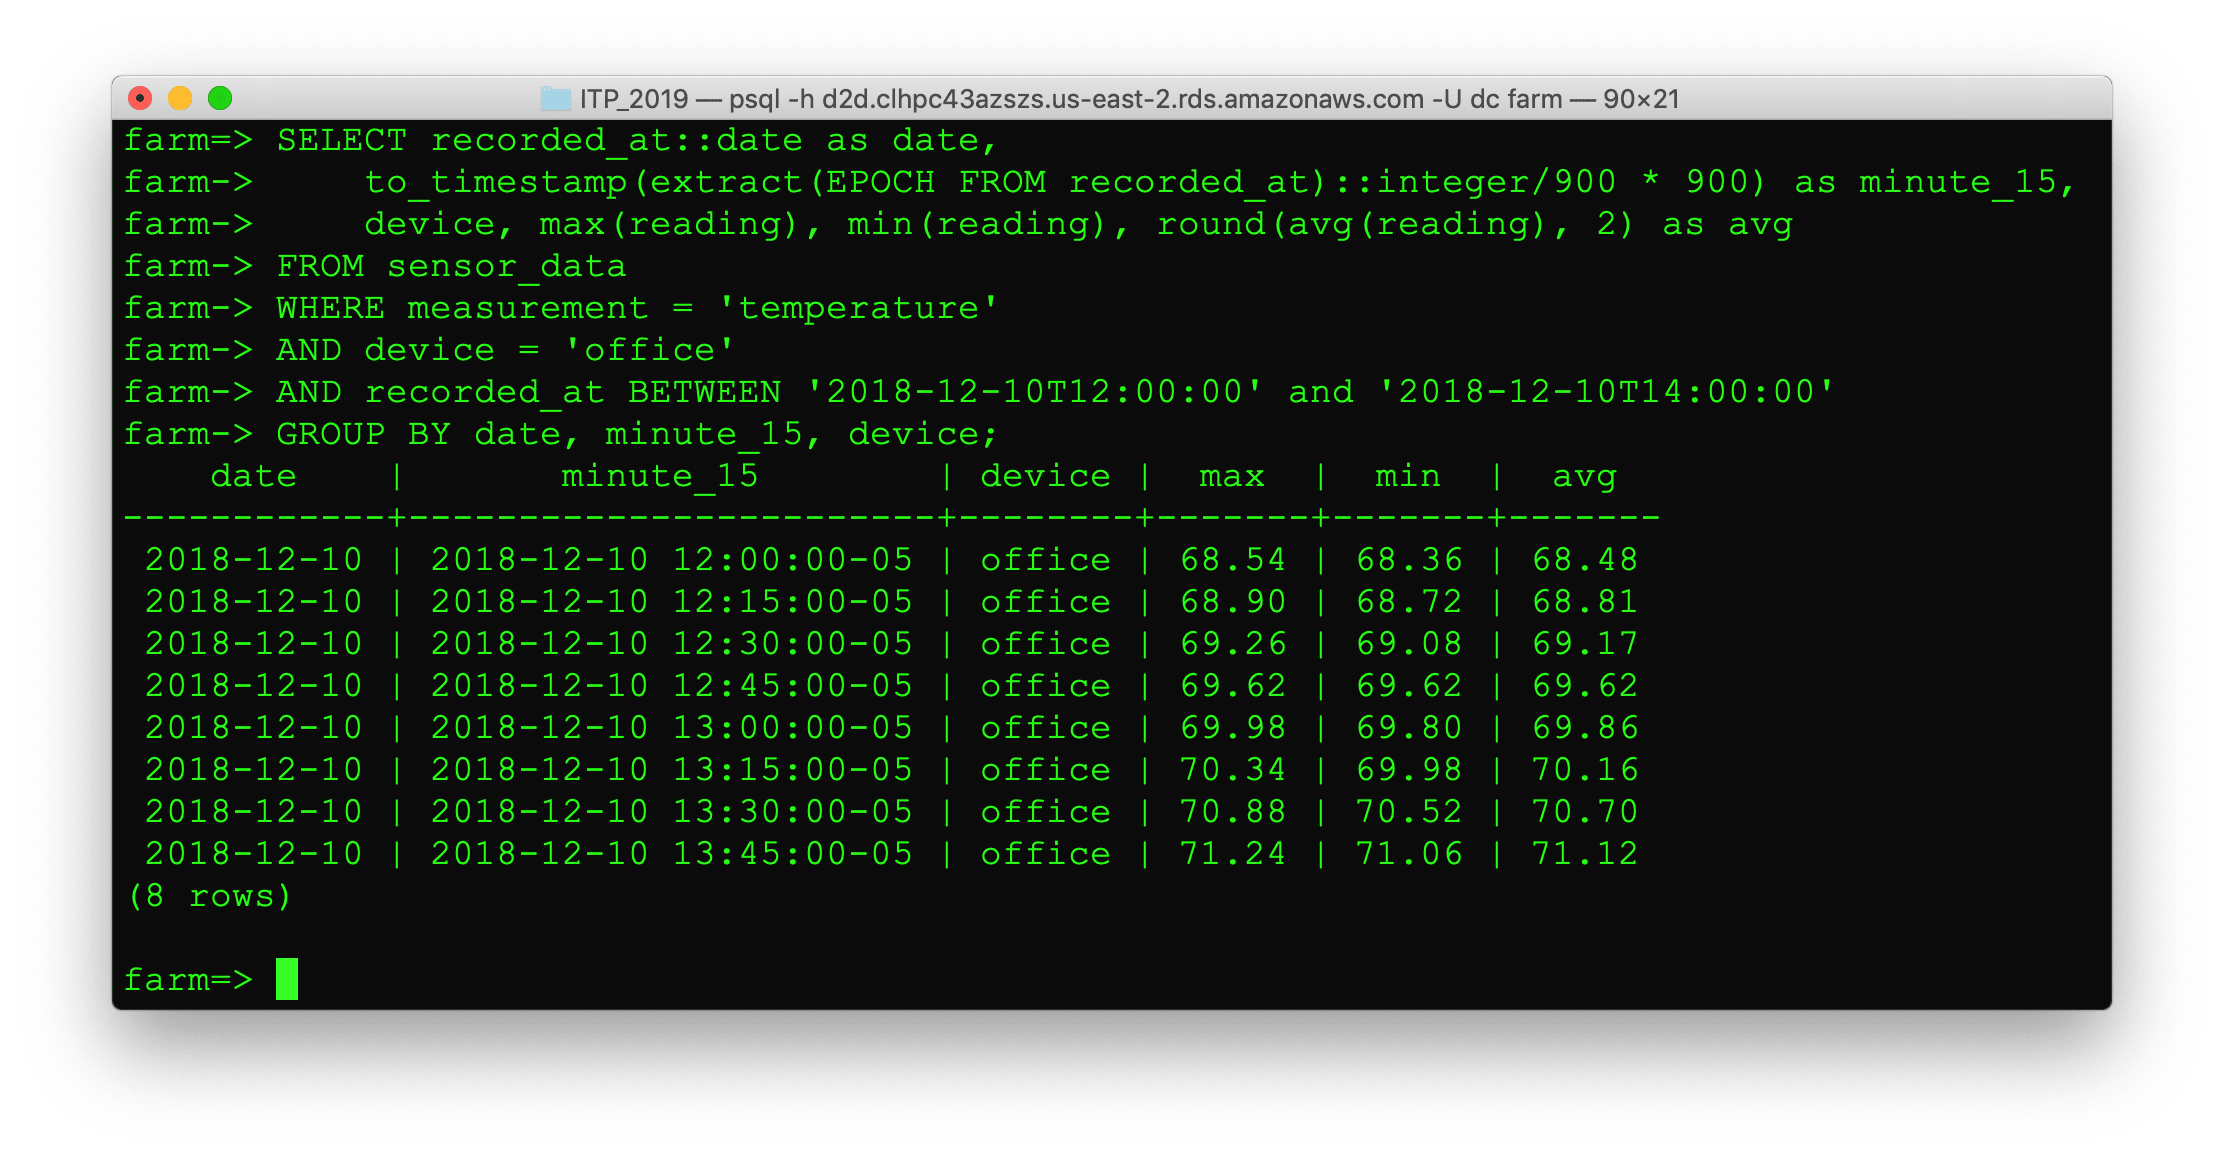 ITP_2019 — psql -h d2d.clhpc43azszs.us-east-2.rds.amazonaws.com -U dc farm — 90×21
farm=> SELECT recorded_at::date as date,
farm->     to_timestamp(extract(EPOCH FROM recorded_at)::integer/900 * 900) as minute_15,
farm->     device, max(reading), min(reading), round(avg(reading), 2) as avg
farm-> FROM sensor_data
farm-> WHERE measurement = 'temperature'
farm-> AND device = 'office'
farm-> AND recorded_at BETWEEN '2018-12-10T12:00:00' and '2018-12-10T14:00:00'
farm-> GROUP BY date, minute_15, device;
    date    |       minute_15        | device |  max  |  min  |  avg
------------+------------------------+--------+-------+-------+-------
 2018-12-10 | 2018-12-10 12:00:00-05 | office | 68.54 | 68.36 | 68.48
 2018-12-10 | 2018-12-10 12:15:00-05 | office | 68.90 | 68.72 | 68.81
 2018-12-10 | 2018-12-10 12:30:00-05 | office | 69.26 | 69.08 | 69.17
 2018-12-10 | 2018-12-10 12:45:00-05 | office | 69.62 | 69.62 | 69.62
 2018-12-10 | 2018-12-10 13:00:00-05 | office | 69.98 | 69.80 | 69.86
 2018-12-10 | 2018-12-10 13:15:00-05 | office | 70.34 | 69.98 | 70.16
 2018-12-10 | 2018-12-10 13:30:00-05 | office | 70.88 | 70.52 | 70.70
 2018-12-10 | 2018-12-10 13:45:00-05 | office | 71.24 | 71.06 | 71.12
(8 rows)
farm=>